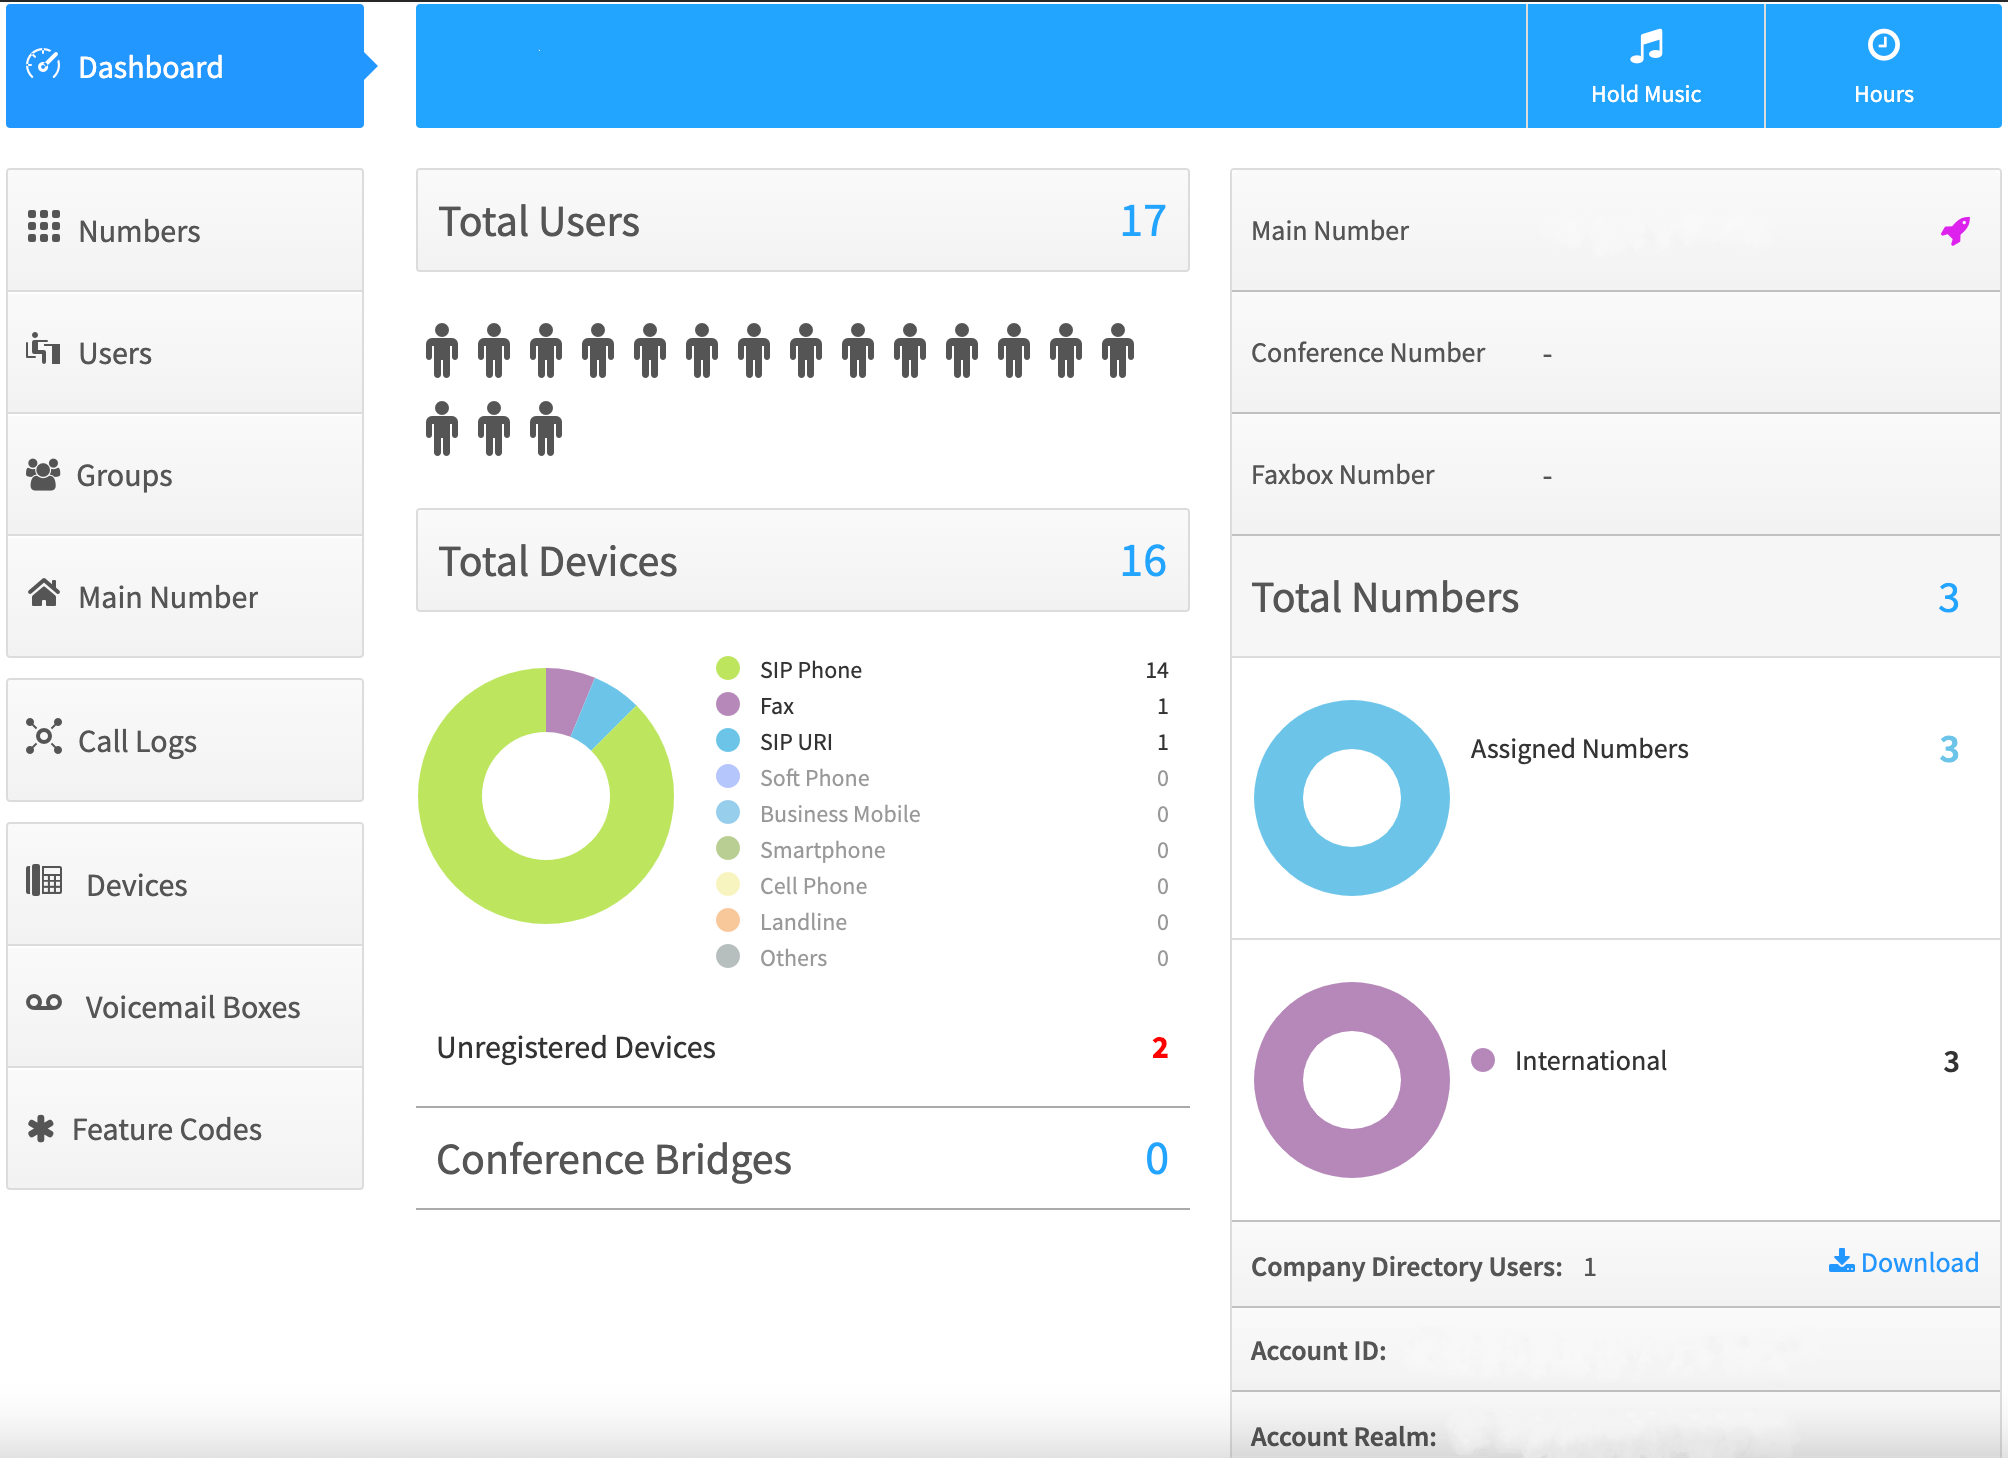 Dashboard
Hold Music
Hours
Numbers
Users
Groups
Main Number
Call Logs
Devices
Voicemail Boxes
Feature Codes
Total Users 17
Total Devices 16
SIP Phone 14
Fax 1
SIP URI 1
Soft Phone 0
Business Mobile 0
Smartphone 0
Cell Phone 0
Landline 0
Others 0
Unregistered Devices 2
Conference Bridges 0
Main Number
Conference Number -
Faxbox Number -
Total Numbers 3
Assigned Numbers 3
International 3
Company Directory Users: 1 Download
Account ID:
Account Realm: